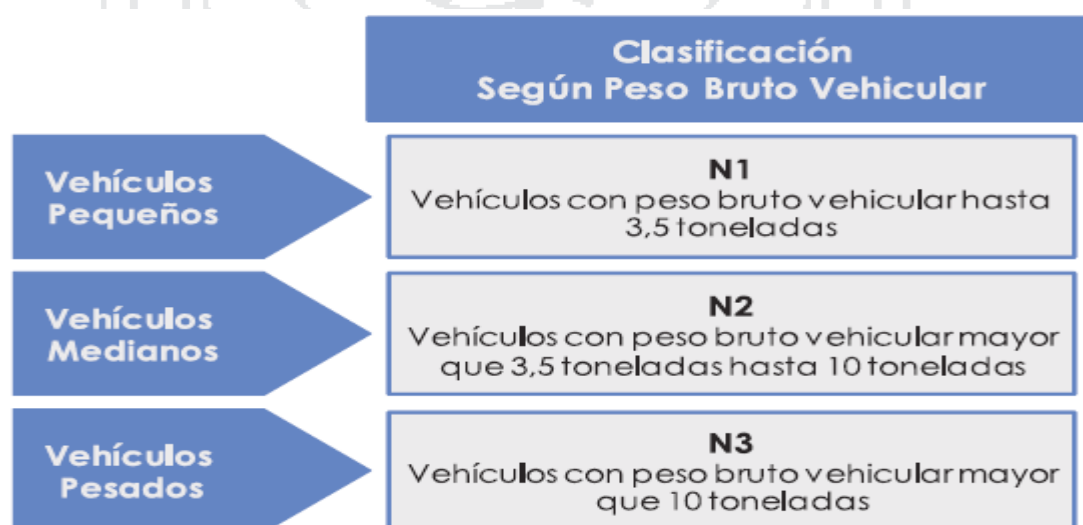 Clasificación
Según Peso Bruto Vehicular
Vehículos
Pequeños
N1
Vehículos con peso bruto vehicular hasta
3,5 toneladas
Vehículos
Medianos
N2
Vehículos con peso bruto vehicular mayor
que 3,5 toneladas hasta 10 toneladas
Vehículos
Pesados
N3
Vehículos con peso bruto vehicular mayor
que 10 toneladas